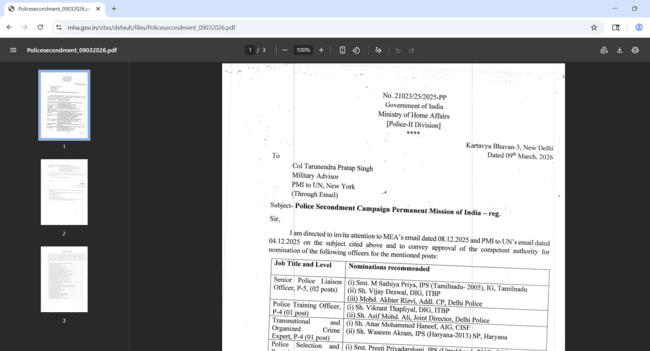 Policesecondment_09032026.pdf
mha.gov.in/sites/default/files/Policesecondment_09032026.pdf
Policesecondment_09032026.pdf
1 / 3
100%
1
2
3
No. 21023/25/2025-PP
Government of India
Ministry of Home Affairs
[Police-II Division]
****
Kartavya Bhuvan-3, New Delhi
Dated 09th March, 2026
To
Col Tarunendra Pratap Singh
Military Advisor
PMI to UN, New York
(Through Email)
Subject- Police Secondment Campaign Permanent Mission of India – reg.
Sir,
I am directed to invite attention to MEA's email dated 08.12.2025 and PMI to UN's email dated
04.12.2025 on the subject cited above and to convey approval of the competent authority for
nomination of the following officers for the mentioned posts:
Job Title and Level Nominations recommended
Senior Police Liaison Officer, P-5, (02 posts)
(i) Smt. M Sathiya Priya, IPS (Tamilnadu- 2005), IG, Tamilnadu
(ii) Sh. Vijay Deswal, DIG, ITBP
(iii) Mohd. Akhter Rizvi, Addl. CP, Delhi Police
Police Training Officer, P-4 (01 post)
(i) Sh. Vikrant Thapliyal, DIG, ITBP
(ii) Sh. Asif Mohd. Ali, Joint Director, Delhi Police
Transnational and Organized Crime Expert, P-4 (01 post)
(i) Sh. Attar Mohammed Haneef, AIG, CISF
(ii) Sh. Waseem Akram, IPS (Haryana-2013) SP, Haryana
Police Selection and
(i) Smt. Preeti Priyadarshini, IPS